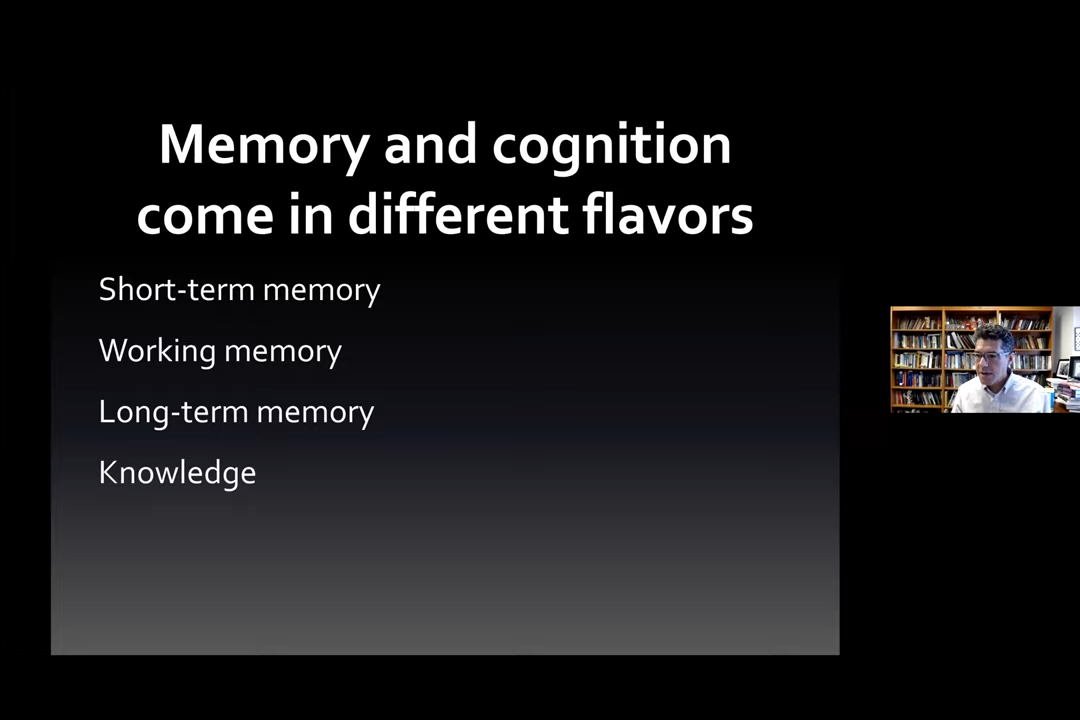 Memory and cognition
come in different flavors
Short-term memory
Working memory
Long-term memory
Knowledge